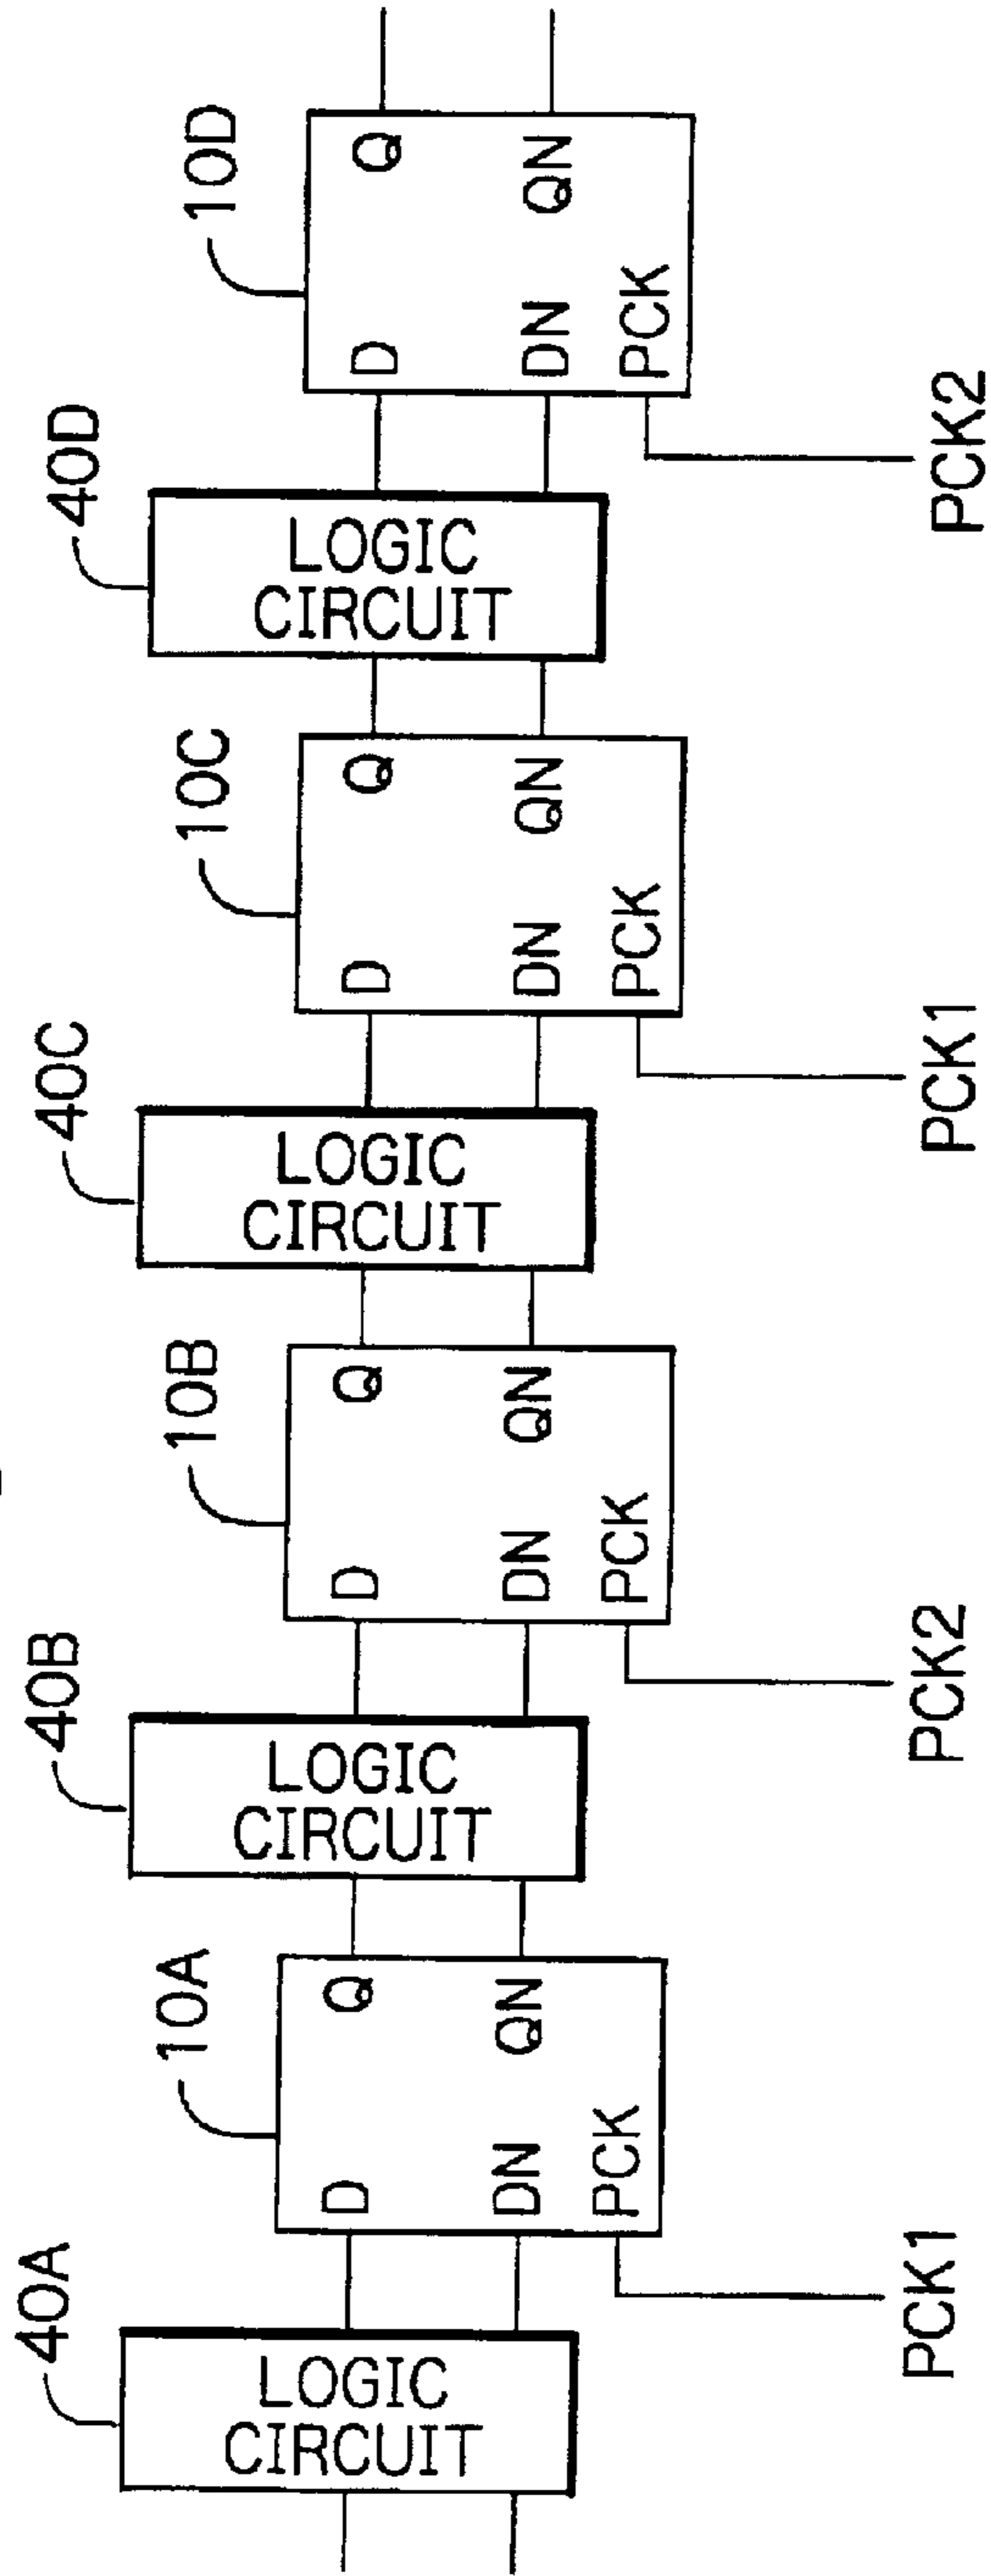 40A
LOGIC
CIRCUIT
10A
D
Q
DN
QN
PCK
PCK1
40B
LOGIC
CIRCUIT
10B
D
Q
DN
QN
PCK
PCK2
40C
LOGIC
CIRCUIT
10C
D
Q
DN
QN
PCK
PCK1
40D
LOGIC
CIRCUIT
10D
D
Q
DN
QN
PCK
PCK2